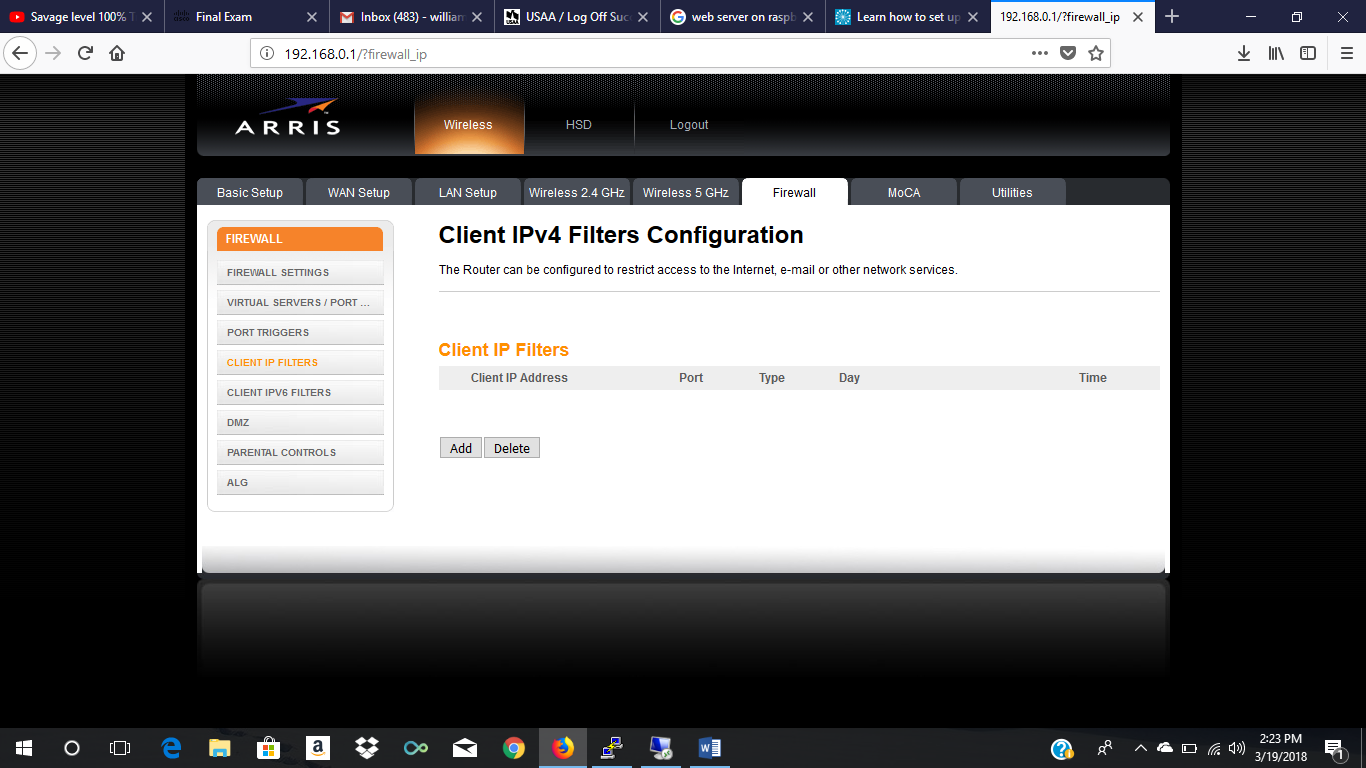 Savage level 100% T
Final Exam
Inbox (483) - william
USAA / Log Off Suc
web server on raspb
Learn how to set up
192.168.0.1/?firewall_ip
192.168.0.1/?firewall_ip
ARRIS
Wireless
HSD
Logout
Basic Setup
WAN Setup
LAN Setup
Wireless 2.4 GHz
Wireless 5 GHz
Firewall
MoCA
Utilities
FIREWALL
FIREWALL SETTINGS
VIRTUAL SERVERS / PORT ...
PORT TRIGGERS
CLIENT IP FILTERS
CLIENT IPV6 FILTERS
DMZ
PARENTAL CONTROLS
ALG
Client IPv4 Filters Configuration
The Router can be configured to restrict access to the Internet, e-mail or other network services.
Client IP Filters
Client IP Address Port Type Day Time
Add Delete
2:23 PM
3/19/2018
1